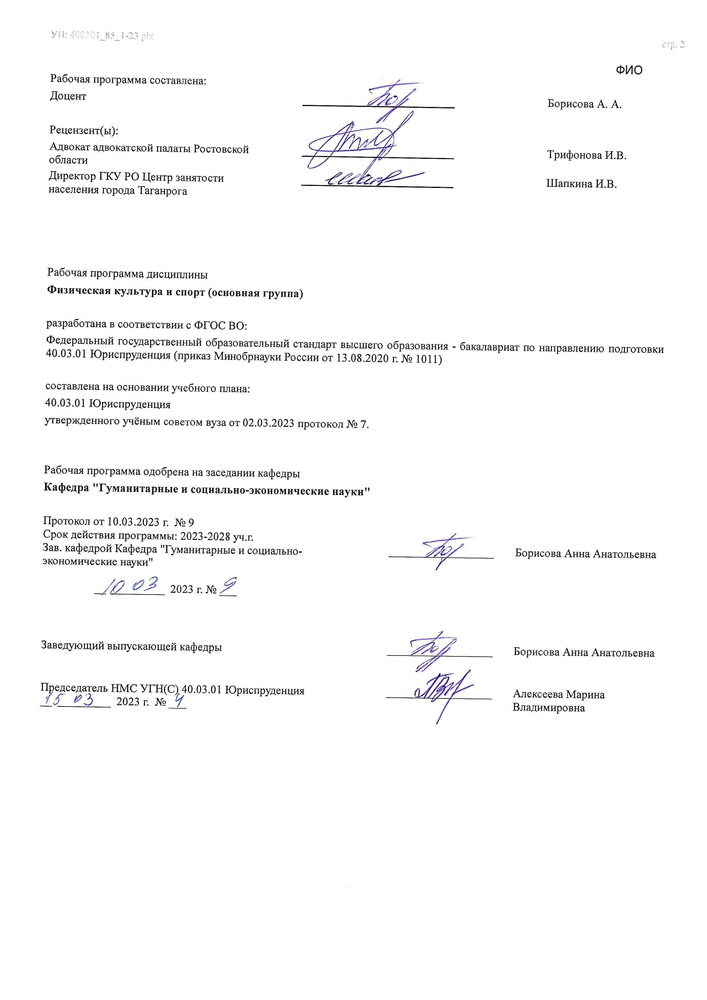 УП: 400301_85_1-23.plx
стр. 2
ФИО
Рабочая программа составлена:
Доцент
Борисова А. А.
Рецензент(ы):
Адвокат адвокатской палаты Ростовской
области
Трифонова И.В.
Директор ГКУ РО Центр занятости
населения города Таганрога
Шапкина И.В.
Рабочая программа дисциплины
Физическая культура и спорт (основная группа)
разработана в соответствии с ФГОС ВО:
Федеральный государственный образовательный стандарт высшего образования - бакалавриат по направлению подготовки
40.03.01 Юриспруденция (приказ Минобрнауки России от 13.08.2020 г. № 1011)
составлена на основании учебного плана:
40.03.01 Юриспруденция
утвержденного учёным советом вуза от 02.03.2023 протокол № 7.
Рабочая программа одобрена на заседании кафедры
Кафедра "Гуманитарные и социально-экономические науки"
Протокол от 10.03.2023 г. № 9
Срок действия программы: 2023-2028 уч.г.
Зав. кафедрой Кафедра "Гуманитарные и социально-
экономические науки"
Борисова Анна Анатольевна
10 03 2023 г. № 9
Заведующий выпускающей кафедры
Борисова Анна Анатольевна
Председатель НМС УГН(С) 40.03.01 Юриспруденция
15 03 2023 г. № 4
Алексеева Марина
Владимировна